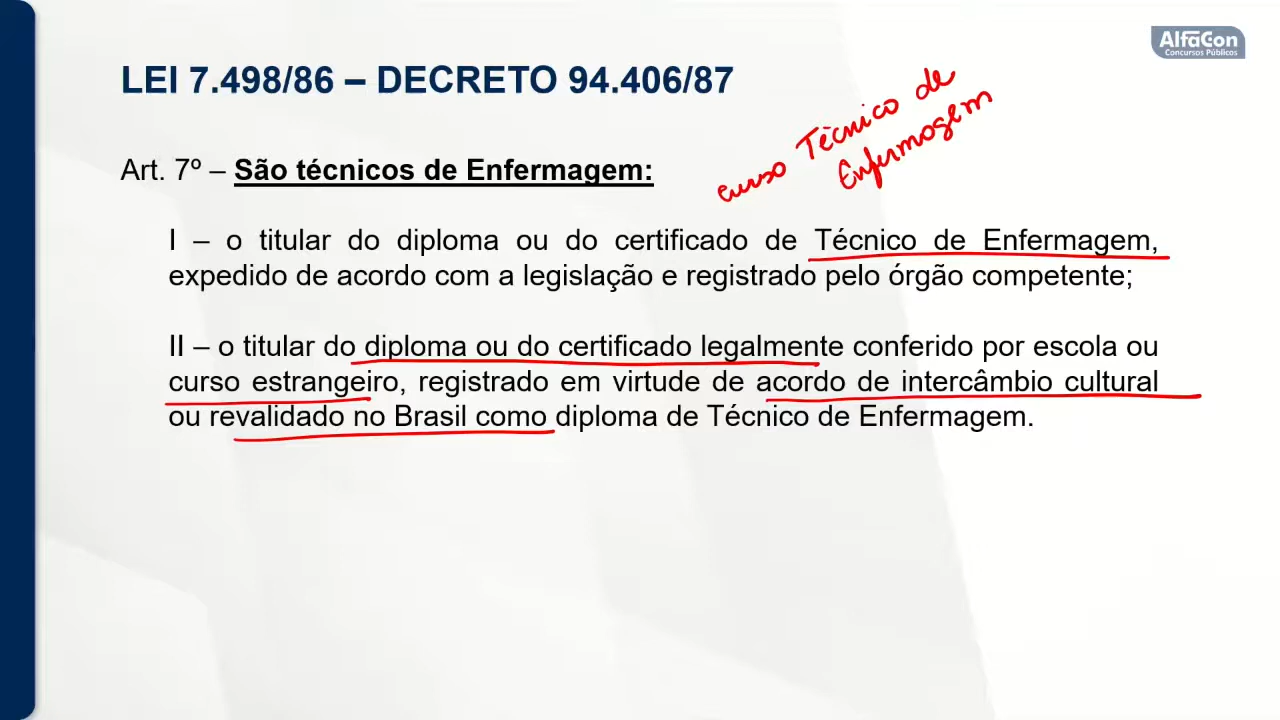 AlfaCon
Concursos Públicos
LEI 7.498/86 – DECRETO 94.406/87
curso Técnico de
Enfermagem
Art. 7º – São técnicos de Enfermagem:
I – o titular do diploma ou do certificado de Técnico de Enfermagem,
expedido de acordo com a legislação e registrado pelo órgão competente;
II – o titular do diploma ou do certificado legalmente conferido por escola ou
curso estrangeiro, registrado em virtude de acordo de intercâmbio cultural
ou revalidado no Brasil como diploma de Técnico de Enfermagem.